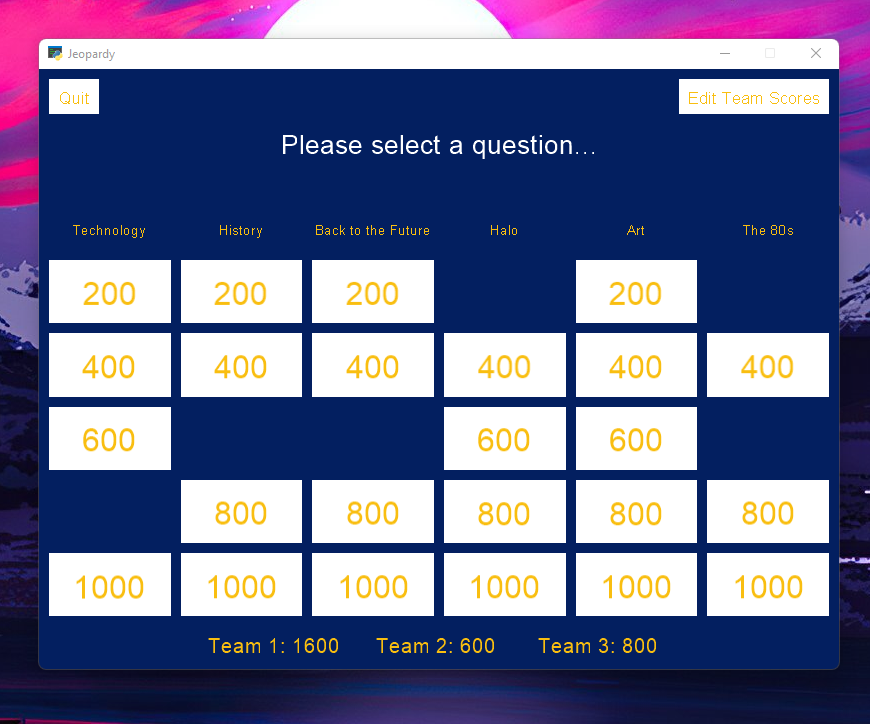 Jeopardy
Quit
Edit Team Scores
Please select a question...
Technology History Back to the Future Halo Art The 80s
200 200 200 200
400 400 400 400 400 400
600 600 600
800 800 800 800 800
1000 1000 1000 1000 1000 1000
Team 1: 1600 Team 2: 600 Team 3: 800